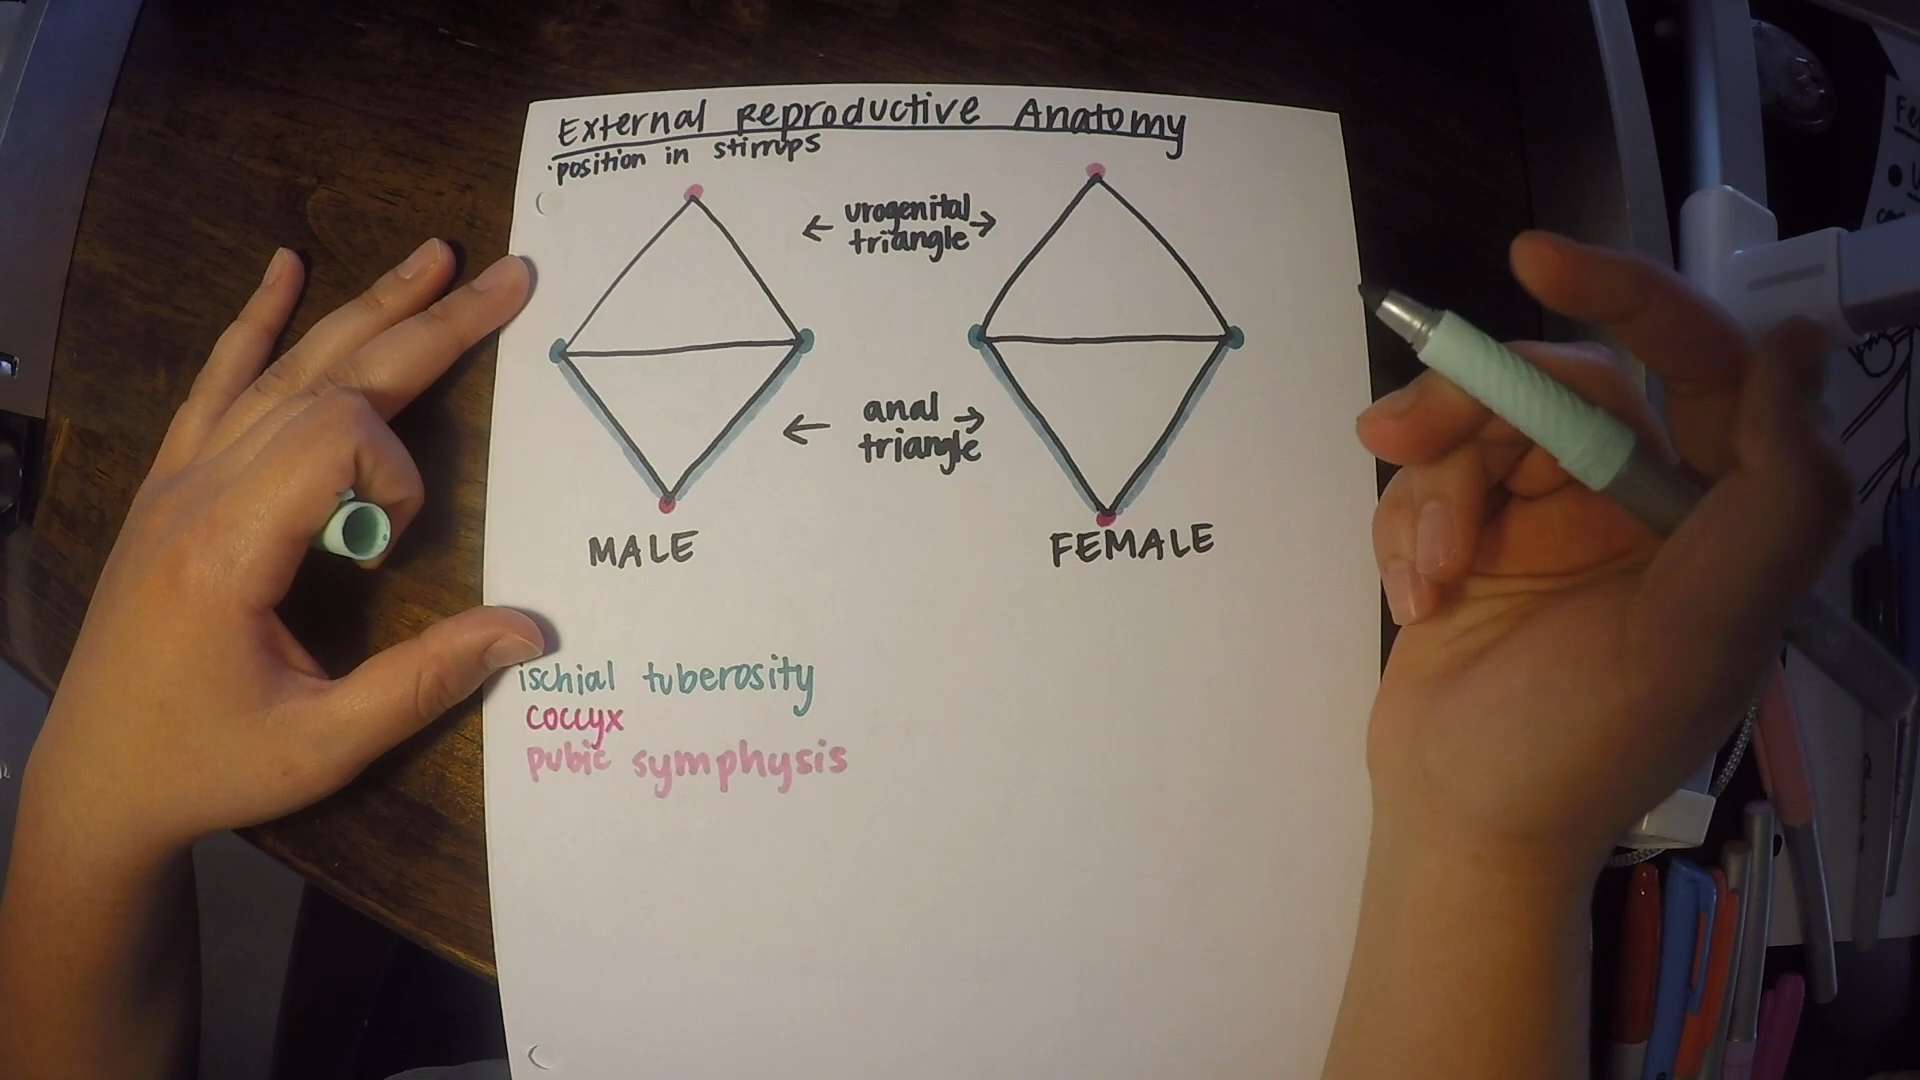 External Reproductive Anatomy
·position in stirrups
← urogenital →
triangle
← anal →
triangle
MALE
FEMALE
ischial tuberosity
coccyx
pubic symphysis